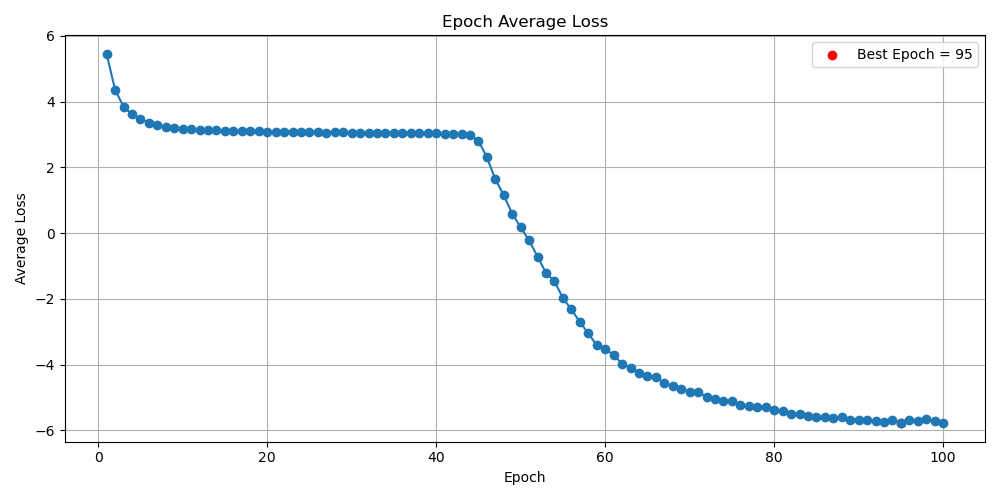 Epoch Average Loss
Best Epoch = 95
Average Loss
6
4
2
0
−2
−4
−6
0 20 40 60 80 100
Epoch